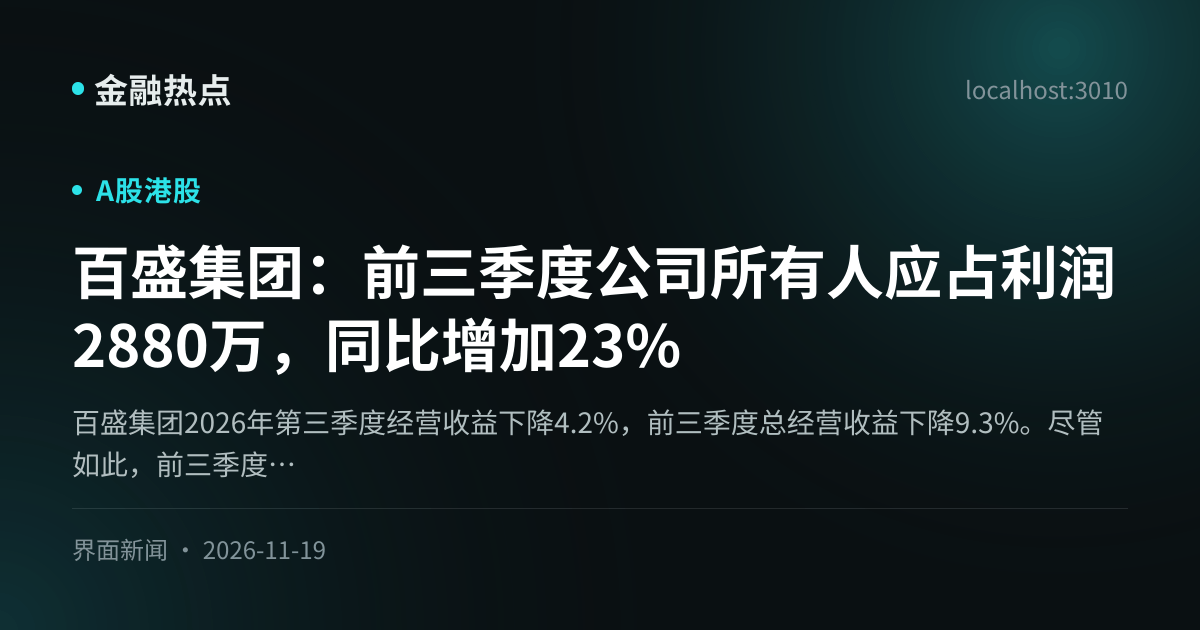 金融热点
localhost:3010
A股港股
百盛集团：前三季度公司所有人应占利润
2880万，同比增加23%
百盛集团2026年第三季度经营收益下降4.2%，前三季度总经营收益下降9.3%。尽管
如此，前三季度…
界面新闻 · 2026-11-19